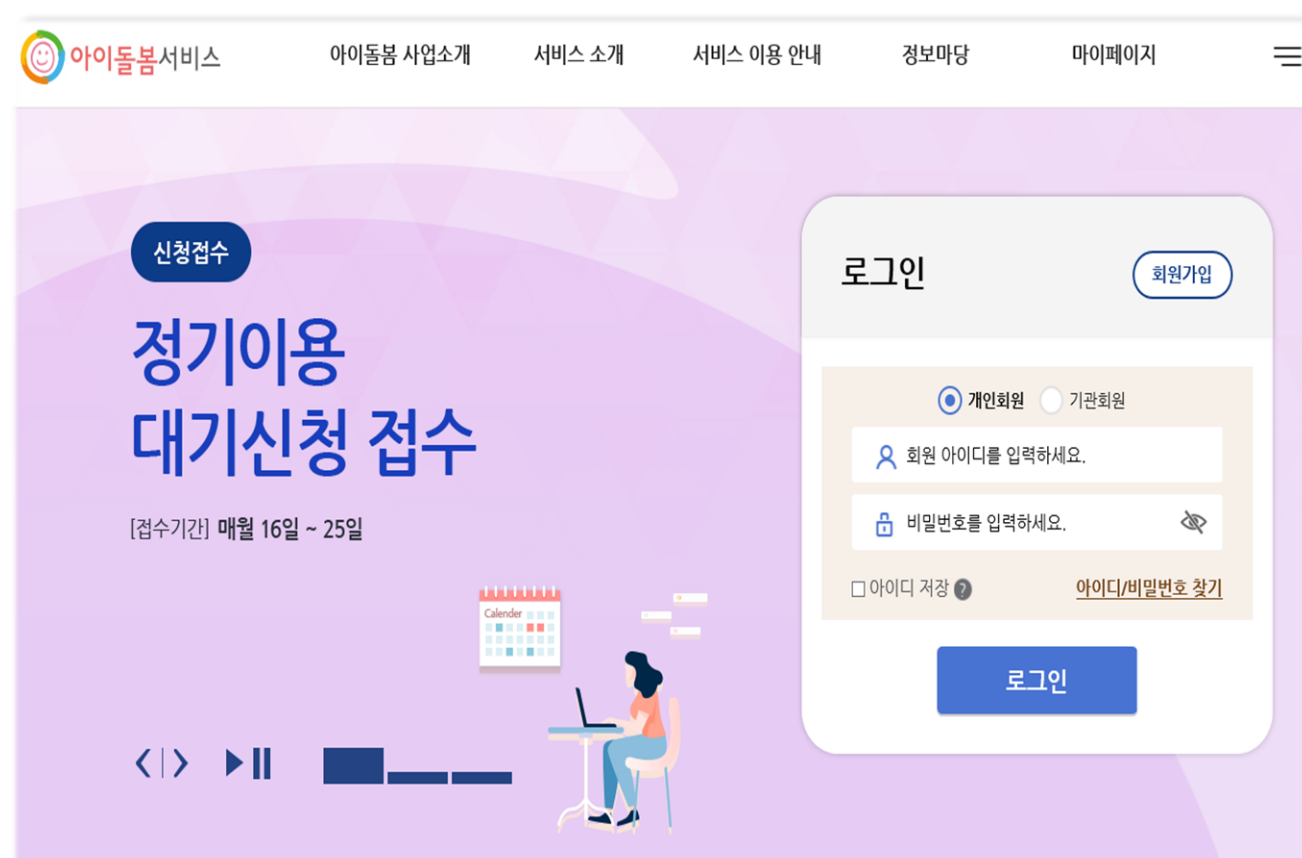 아이돌봄서비스
아이돌봄 사업소개 서비스 소개 서비스 이용 안내 정보마당 마이페이지
신청접수
정기이용
대기신청 접수
[접수기간] 매월 16일 ~ 25일
Calender
로그인
회원가입
개인회원 기관회원
회원 아이디를 입력하세요.
비밀번호를 입력하세요.
아이디 저장 ?
아이디/비밀번호 찾기
로그인